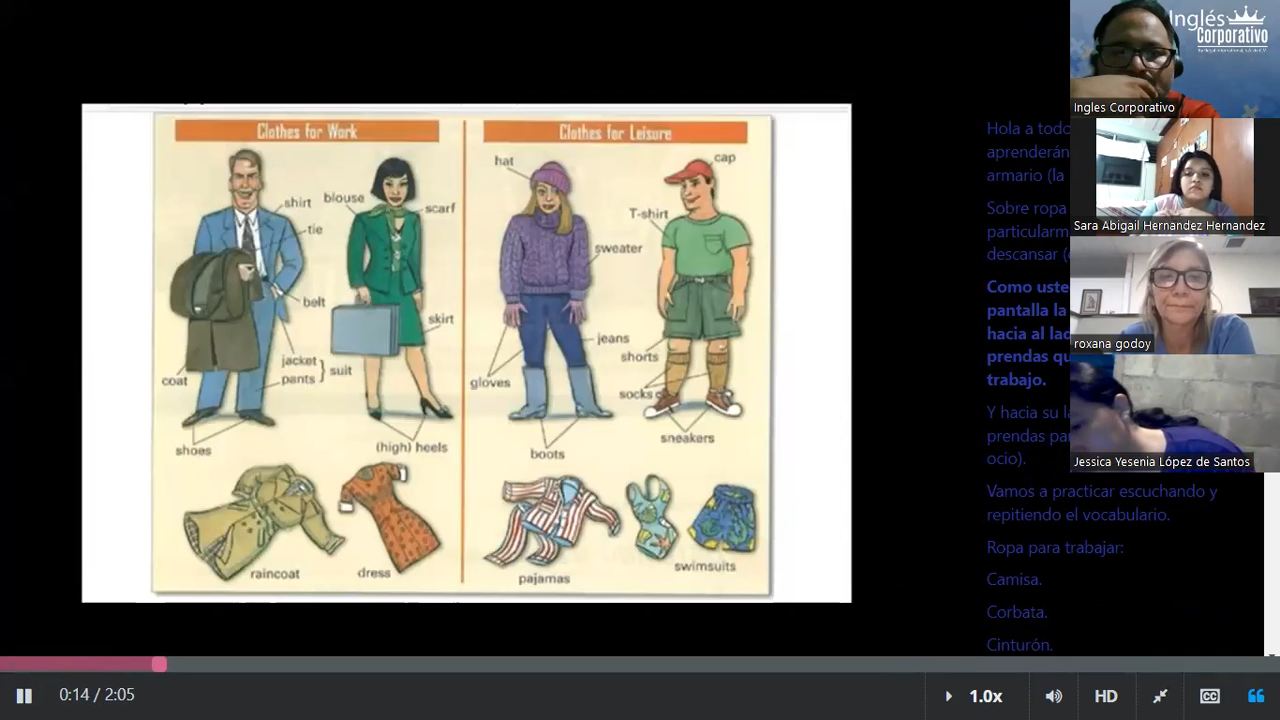 Clothes for Work
Clothes for Leisure
hat
cap
shirt
blouse
scarf
T-shirt
tie
sweater
belt
skirt
jeans
shorts
jacket
pants
suit
coat
gloves
socks
shoes
(high) heels
boots
sneakers
raincoat
dress
pajamas
swimsuits
Hola a todo
aprenderán
armario (la
Sobre ropa
particularm
descansar (
Como uste
pantalla la
hacia al lad
prendas qu
trabajo.
Y hacia su la
prendas par
ocio).
Vamos a practicar escuchando y
repitiendo el vocabulario.
Ropa para trabajar:
Camisa.
Corbata.
Cinturón.
Inglés
Corporativo
Ingles Corporativo
Sara Abigail Hernandez Hernandez
roxana godoy
Jessica Yesenia López de Santos
0:14 / 2:05
1.0x
HD
CC